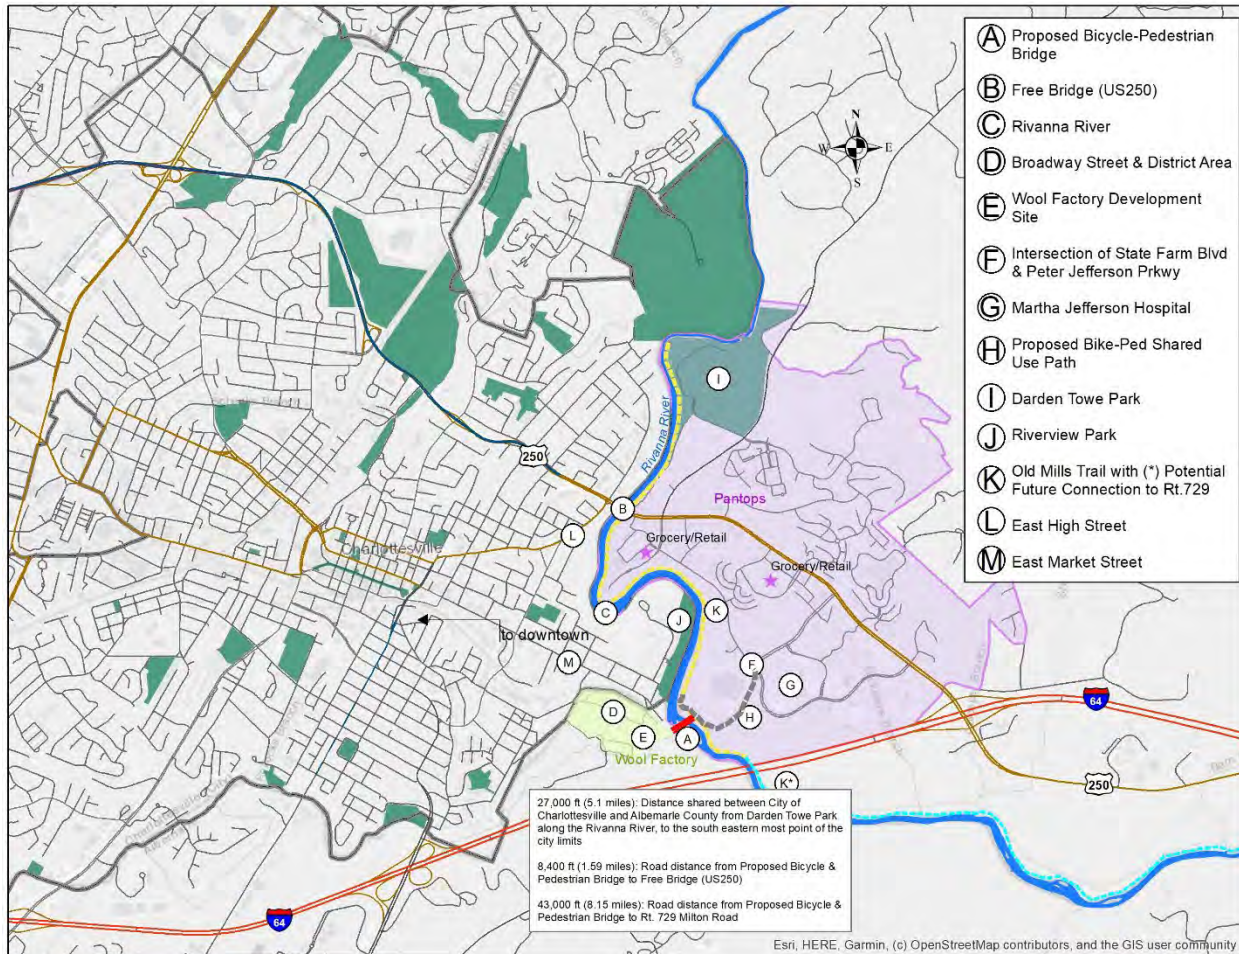 A Proposed Bicycle-Pedestrian
Bridge
B Free Bridge (US250)
C Rivanna River
D Broadway Street & District Area
E Wool Factory Development
Site
F Intersection of State Farm Blvd
& Peter Jefferson Prkwy
G Martha Jefferson Hospital
H Proposed Bike-Ped Shared
Use Path
I Darden Towe Park
J Riverview Park
K Old Mills Trail with (*) Potential
Future Connection to Rt.729
L East High Street
M East Market Street
N
W E
S
I
Rivanna River
250
Pantops
B
L
Grocery/Retail
Charlottesville
Grocery/Retail
C
J
K
to downtown
M
F
G
D
H
E
A
Wool Factory
64
K*
250
27,000 ft (5.1 miles): Distance shared between City of
Charlottesville and Albemarle County from Darden Towe Park
along the Rivanna River, to the south eastern most point of the
city limits
8,400 ft (1.59 miles): Road distance from Proposed Bicycle &
Pedestrian Bridge to Free Bridge (US250)
43,000 ft (8.15 miles): Road distance from Proposed Bicycle &
Pedestrian Bridge to Rt. 729 Milton Road
64
Esri, HERE, Garmin, (c) OpenStreetMap contributors, and the GIS user community